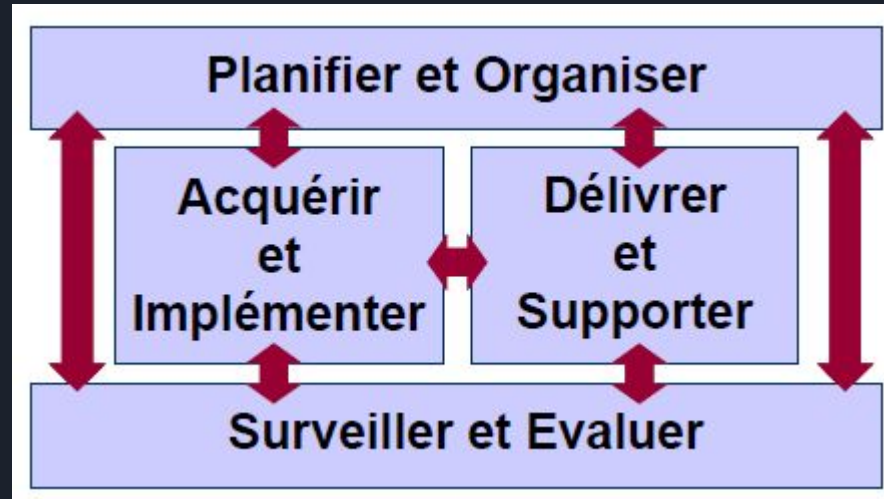 Planifier et Organiser
Acquérir
et
Implémenter
Délivrer
et
Supporter
Surveiller et Evaluer